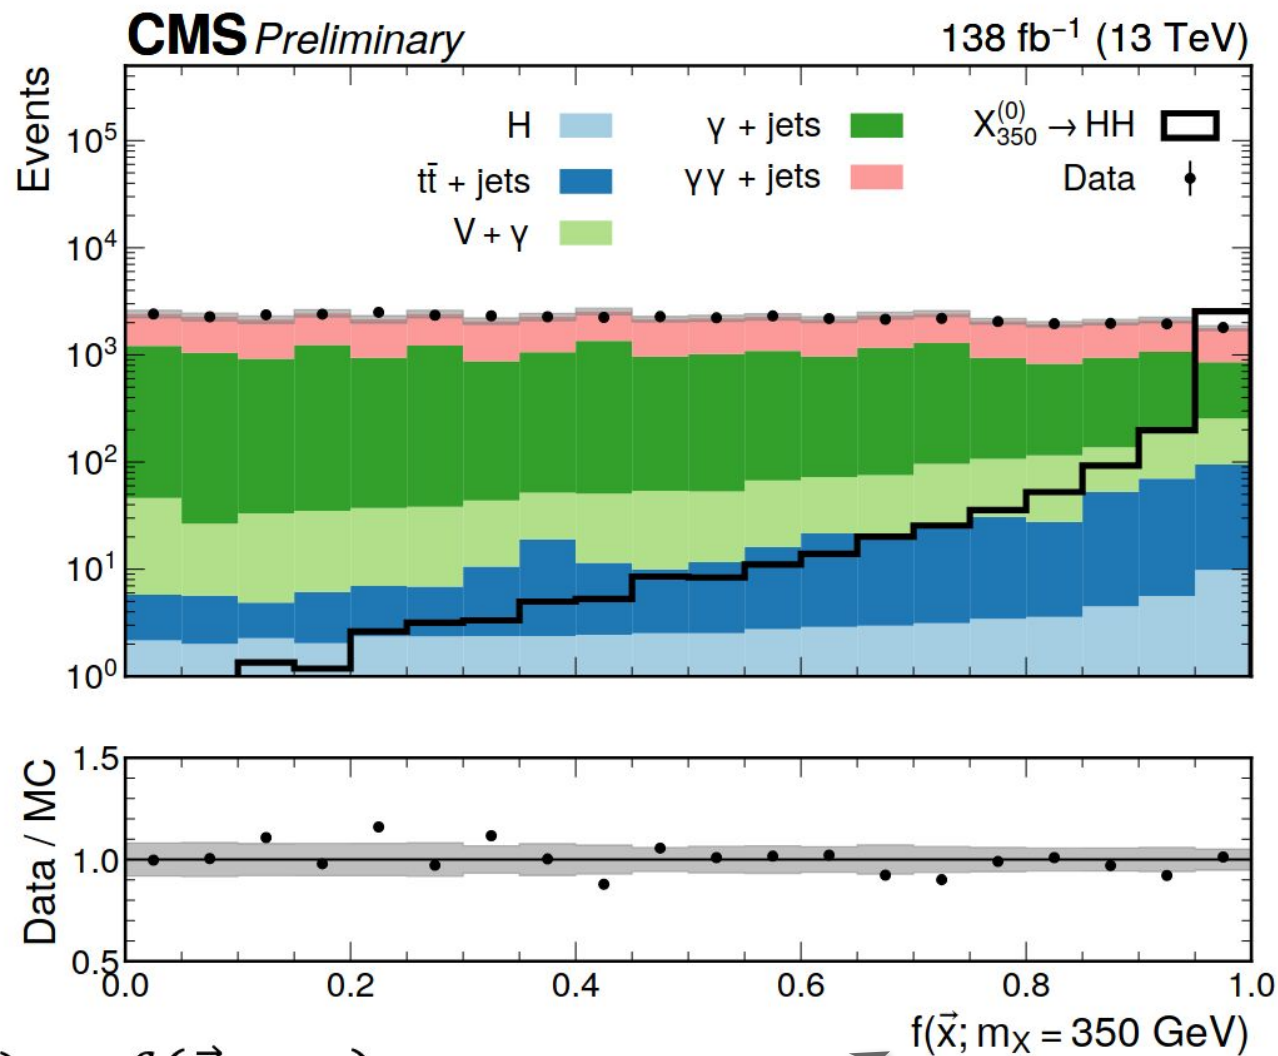 CMS Preliminary 138 fb⁻¹ (13 TeV)
Events
10⁵
10⁴
10³
10²
10¹
10⁰
H
tt̄ + jets
V + γ
γ + jets
γγ + jets
X₃₅₀⁽⁰⁾ → HH
Data
Data / MC
1.5
1.0
0.5
0.0 0.2 0.4 0.6 0.8 1.0
f(x⃗; mₓ = 350 GeV)